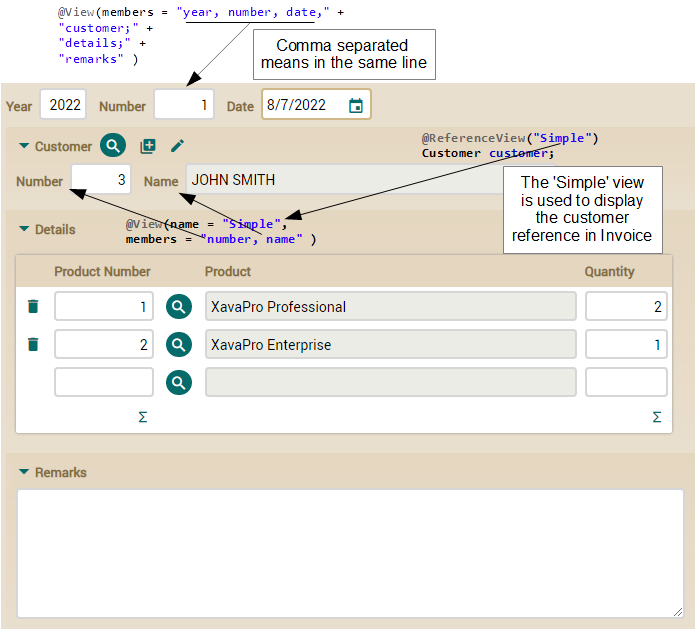 @View(members = "year, number, date," +
"customer;" +
"details;" +
"remarks" )
Comma separated
means in the same line
Year 2022 Number 1 Date 8/7/2022
Customer
@ReferenceView("Simple")
Customer customer;
Number 3 Name JOHN SMITH
The 'Simple' view
is used to display
the customer
reference in Invoice
Details
@View(name = "Simple",
members = "number, name" )
Product Number Product Quantity
1 XavaPro Professional 2
2 XavaPro Enterprise 1
Σ Σ
Remarks